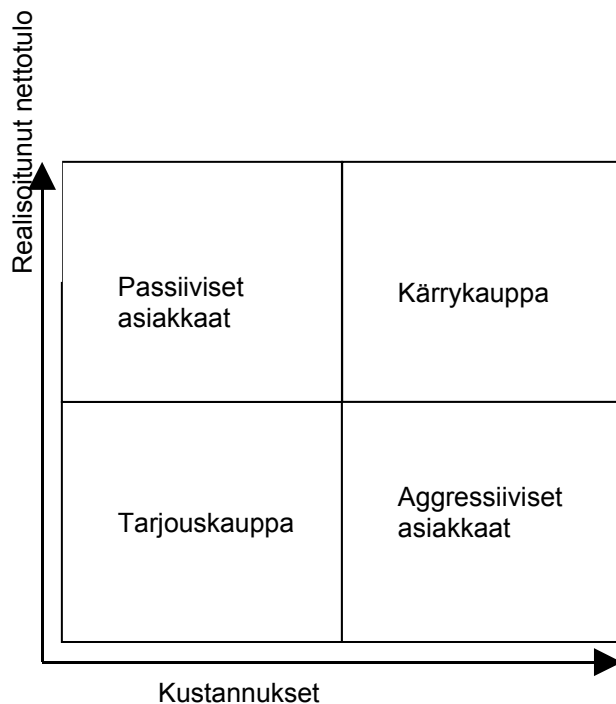 Realisoitunut nettotulo
Passiiviset
asiakkaat
Kärrykauppa
Tarjouskauppa
Aggressiiviset
asiakkaat
Kustannukset